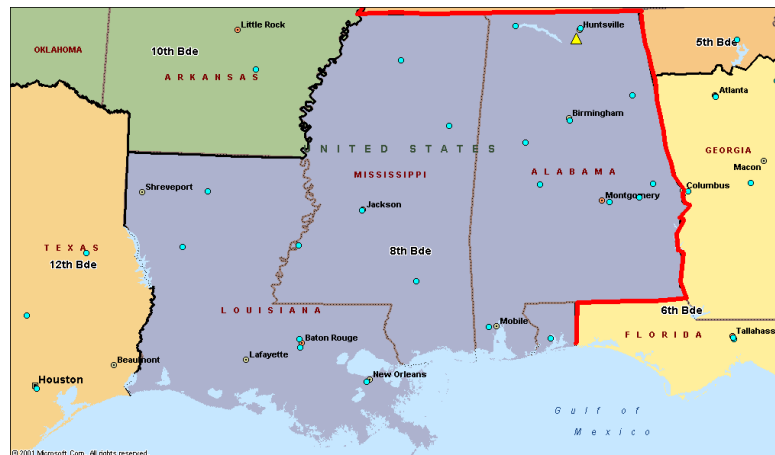 Little Rock
Huntsville
OKLAHOMA
10th Bde
5th Bde
ARKANSAS
Atlanta
Birmingham
UNITED STATES
GEORGIA
Macon
MISSISSIPPI
ALABAMA
Shreveport
Columbus
Montgomery
Jackson
TEXAS
8th Bde
12th Bde
LOUISIANA
6th Bde
Mobile
FLORIDA
Tallahass
Baton Rouge
Beaumont
Lafayette
Houston
New Orleans
Gulf of
Mexico
© 2001 Microsoft Corp. All rights reserved.